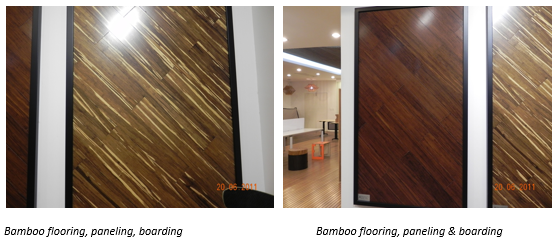 20 06 2011
20 06 2011
Bamboo flooring, paneling, boarding
Bamboo flooring, paneling & boarding